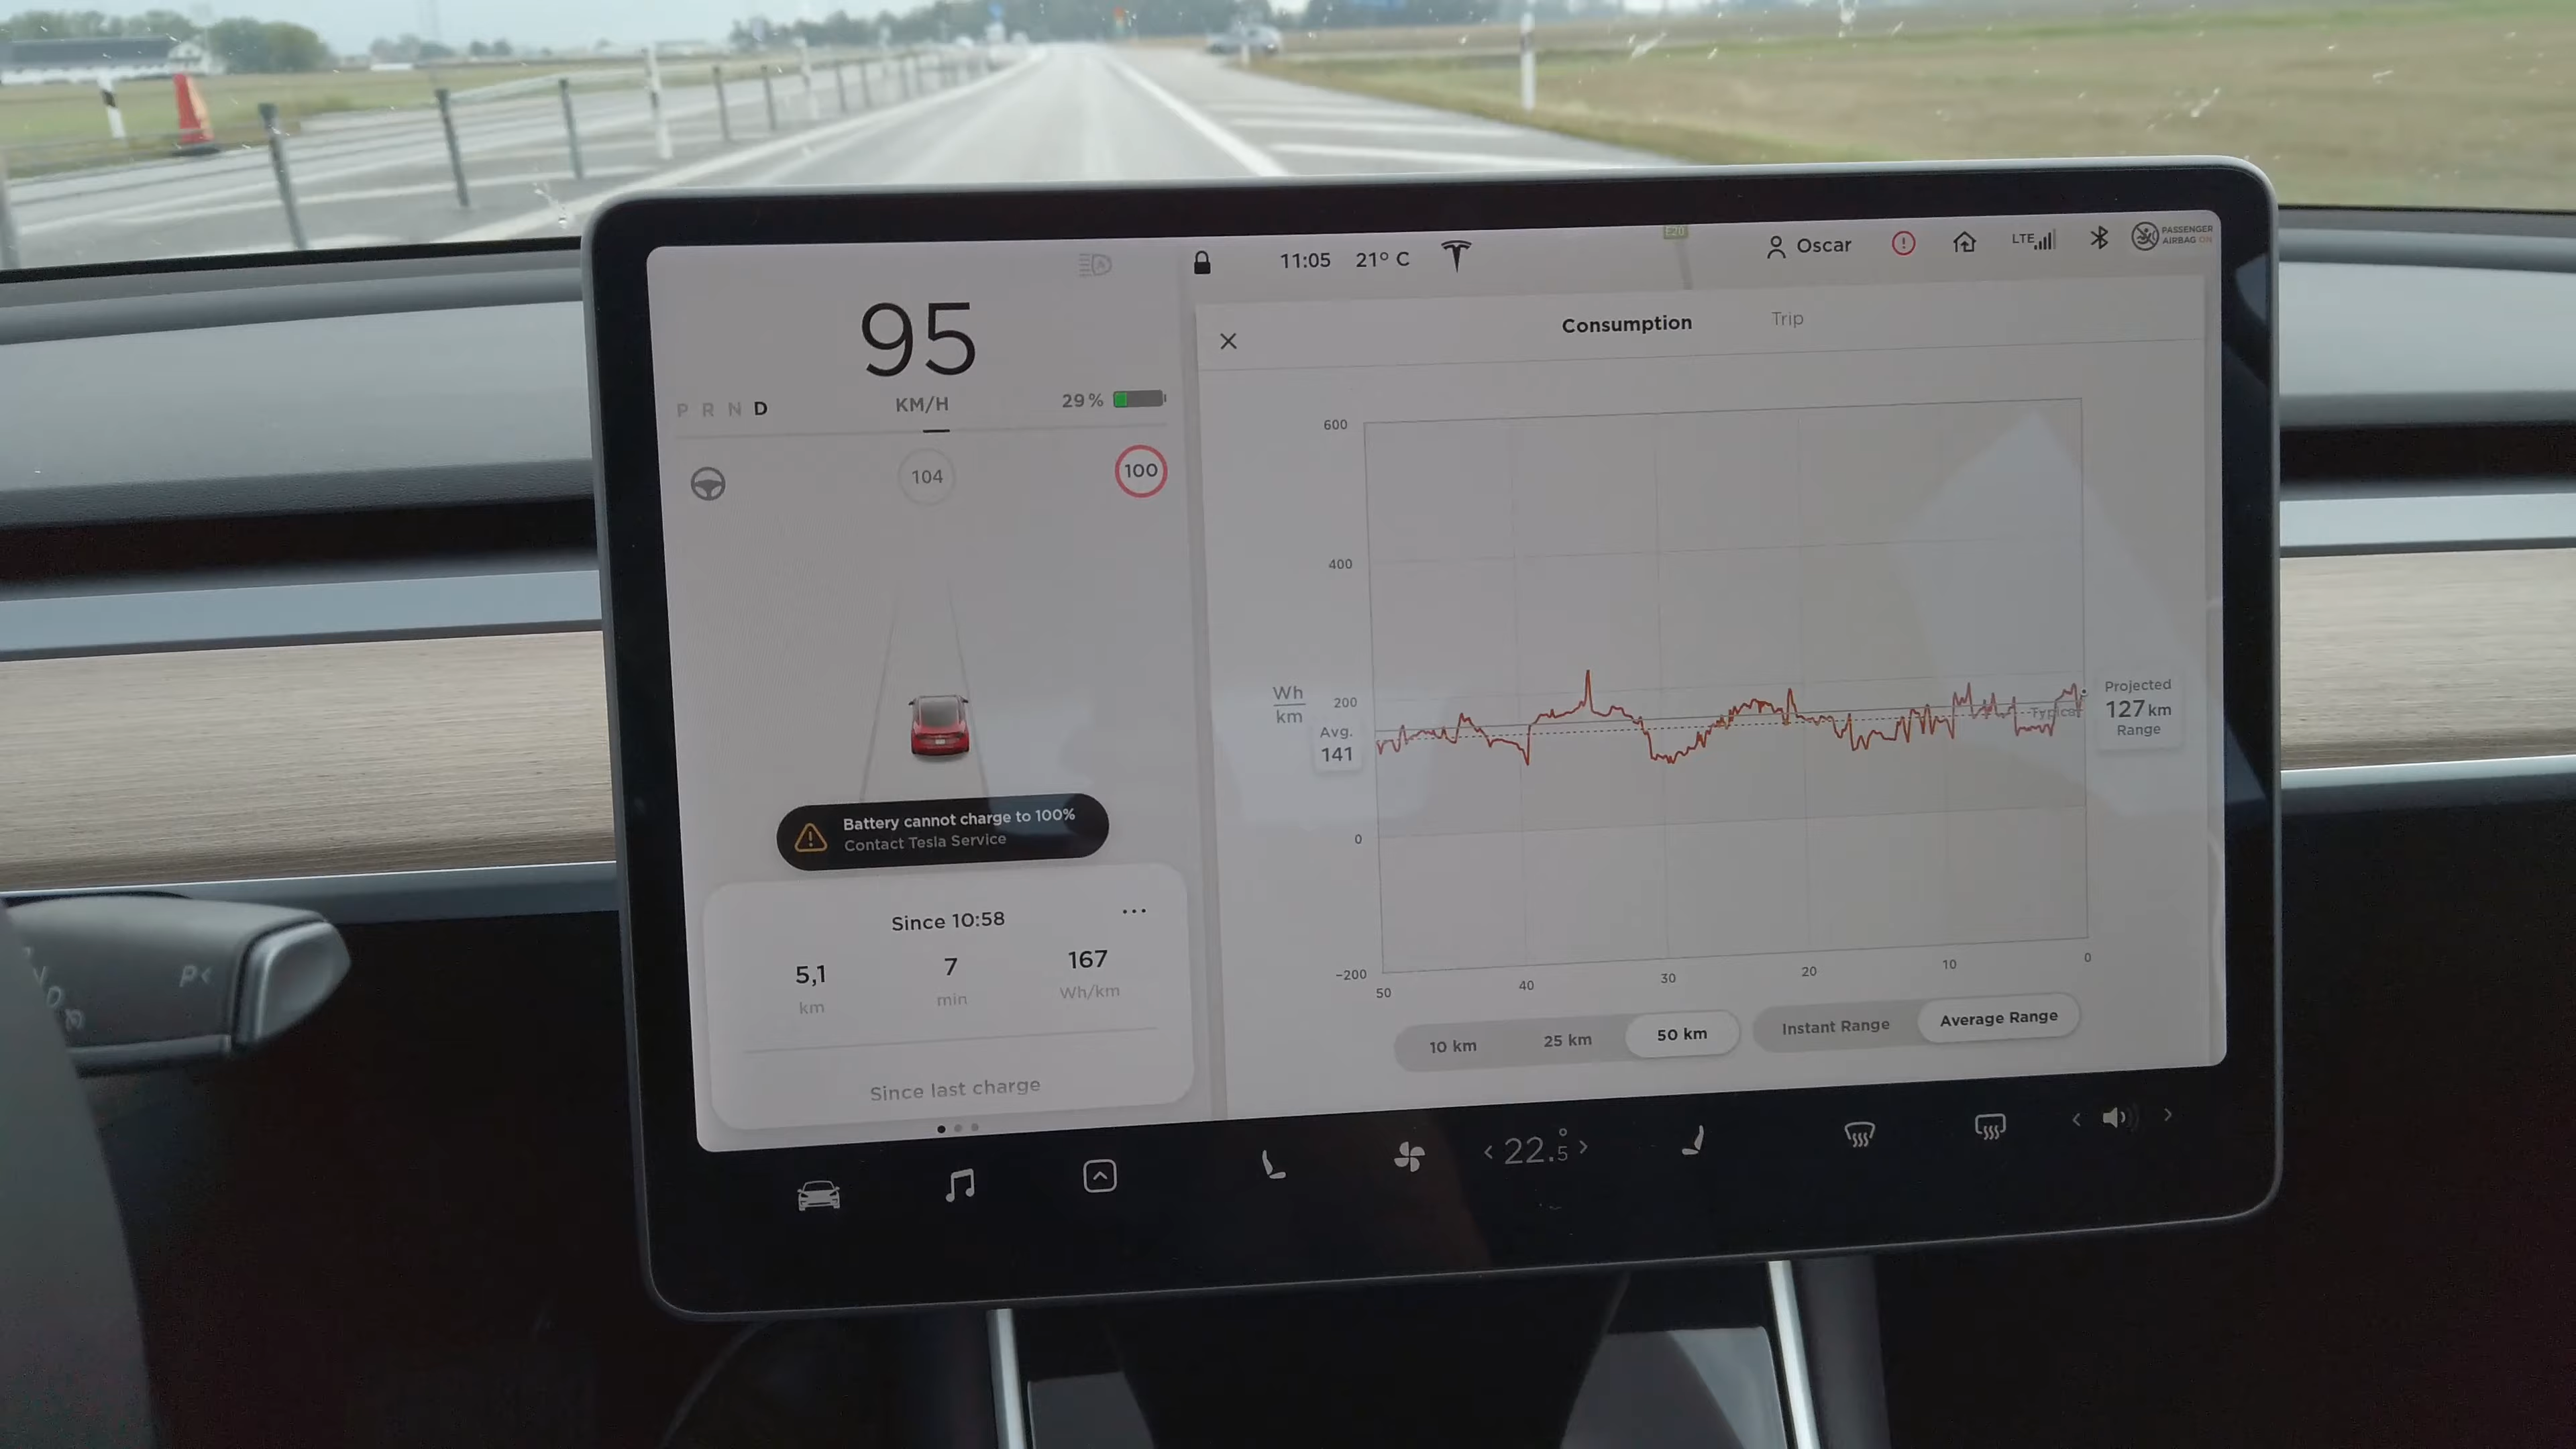 E20
11:05 21° C
Oscar
LTE
PASSENGER
AIRBAG ON
95
KM/H
P R N D
29 %
104
100
Battery cannot charge to 100%
Contact Tesla Service
Since 10:58
5,1 7 167
km min Wh/km
Since last charge
Consumption Trip
600
400
200
0
-200
Wh
km
Avg.
141
Typical
Projected
127 km
Range
50 40 30 20 10 0
10 km 25 km 50 km
Instant Range Average Range
22.5°
P